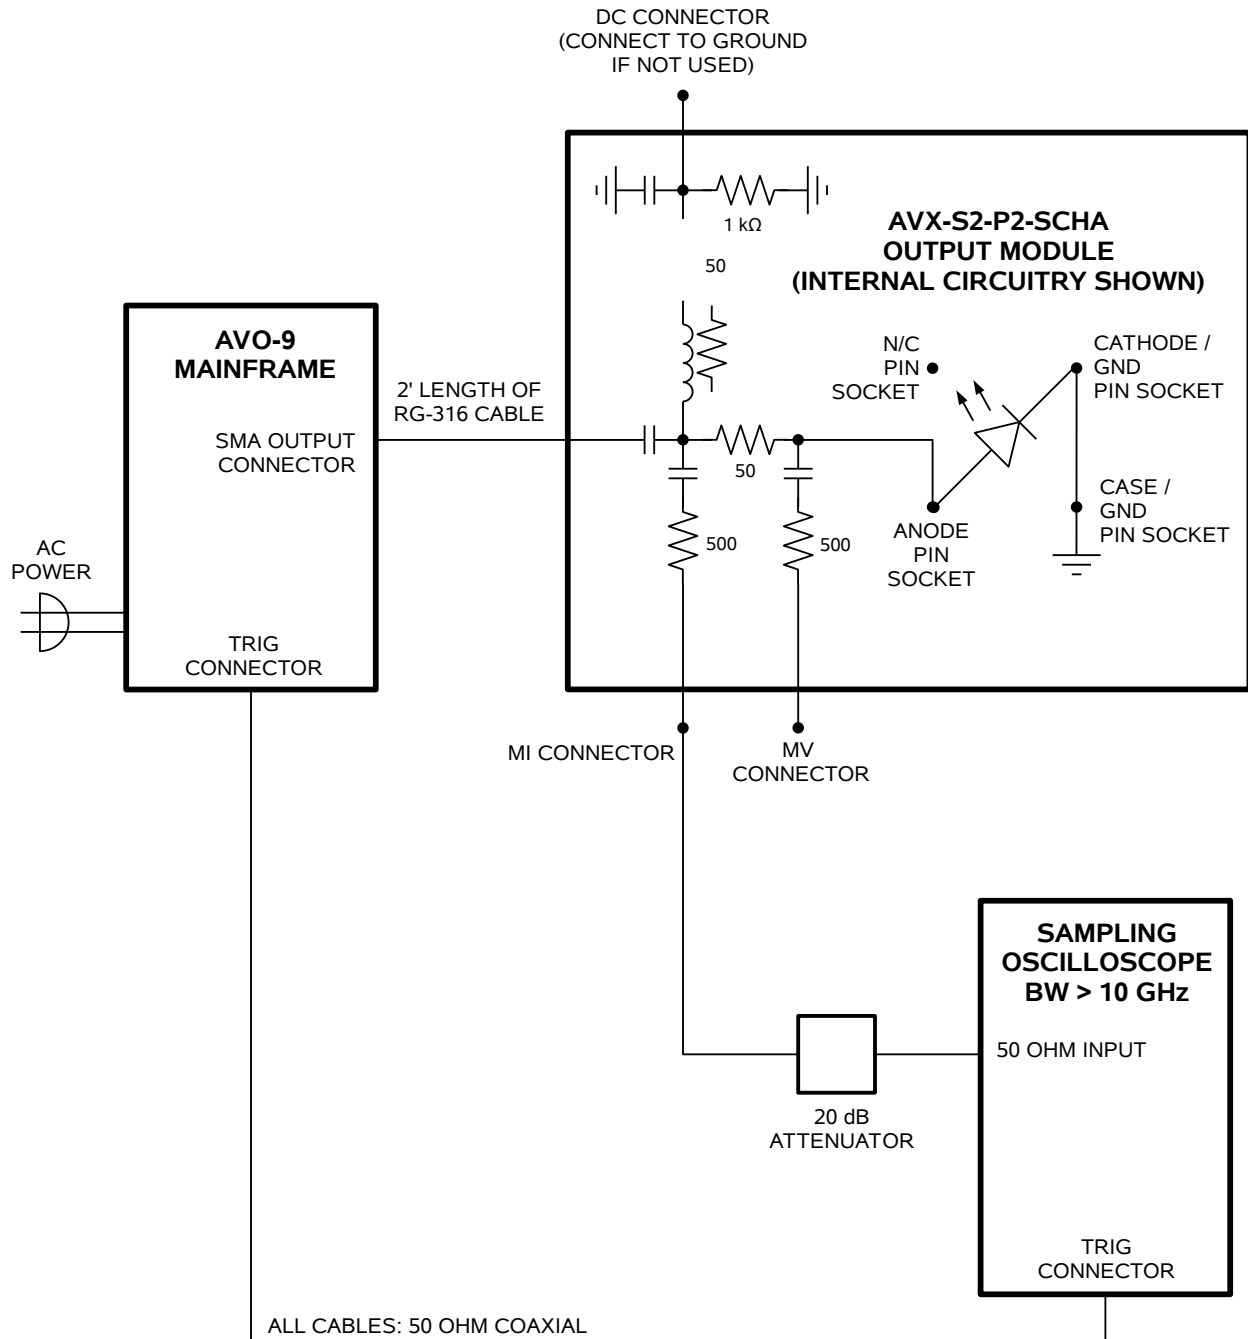 DC CONNECTOR
(CONNECT TO GROUND
IF NOT USED)
1 kΩ
AVX-S2-P2-SCHA
OUTPUT MODULE
(INTERNAL CIRCUITRY SHOWN)
50
AVO-9
MAINFRAME
N/C
PIN
SOCKET
CATHODE /
GND
PIN SOCKET
2' LENGTH OF
RG-316 CABLE
SMA OUTPUT
CONNECTOR
50
CASE /
GND
PIN SOCKET
ANODE
PIN
SOCKET
500
500
AC
POWER
TRIG
CONNECTOR
MI CONNECTOR
MV
CONNECTOR
SAMPLING
OSCILLOSCOPE
BW > 10 GHz
50 OHM INPUT
20 dB
ATTENUATOR
TRIG
CONNECTOR
ALL CABLES: 50 OHM COAXIAL